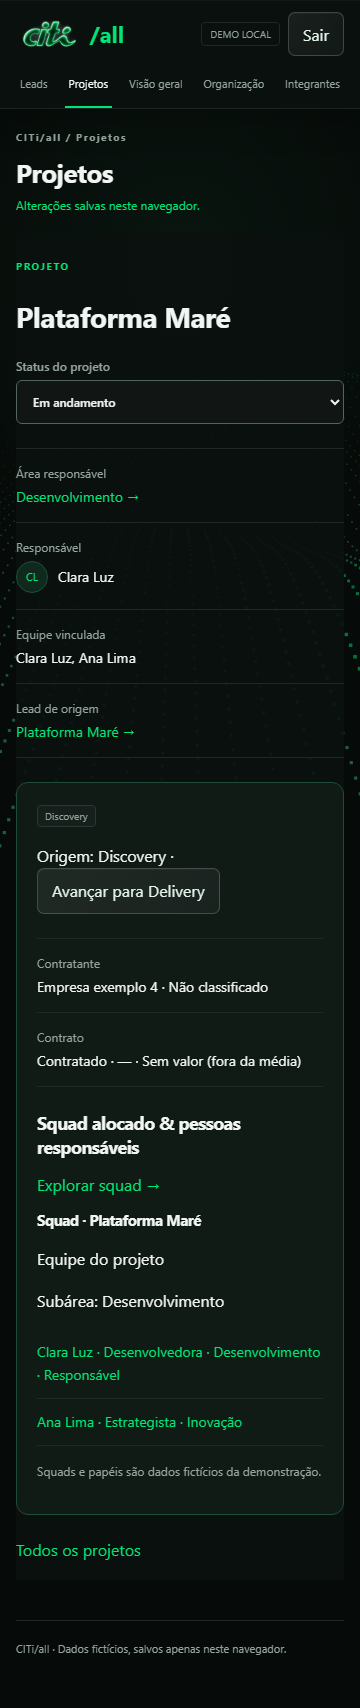 citi /all DEMO LOCAL Sair
Leads Projetos Visão geral Organização Integrantes
CITi/all / Projetos
Projetos
Alterações salvas neste navegador.
PROJETO
Plataforma Maré
Status do projeto
Em andamento
Área responsável
Desenvolvimento →
Responsável
CL Clara Luz
Equipe vinculada
Clara Luz, Ana Lima
Lead de origem
Plataforma Maré →
Discovery
Origem: Discovery ·
Avançar para Delivery
Contratante
Empresa exemplo 4 · Não classificado
Contrato
Contratado · — · Sem valor (fora da média)
Squad alocado & pessoas
responsáveis
Explorar squad →
Squad · Plataforma Maré
Equipe do projeto
Subárea: Desenvolvimento
Clara Luz · Desenvolvedora · Desenvolvimento
· Responsável
Ana Lima · Estrategista · Inovação
Squads e papéis são dados fictícios da demonstração.
Todos os projetos
CITi/all · Dados fictícios, salvos apenas neste navegador.